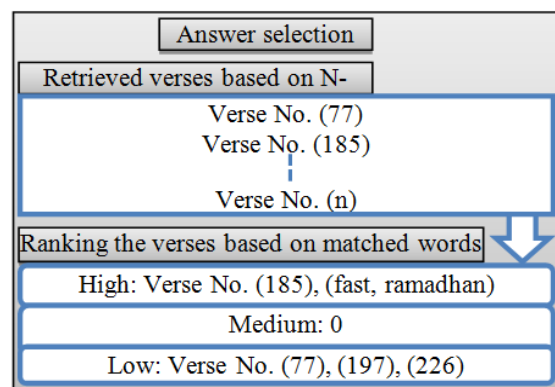 Answer selection
Retrieved verses based on N-
Verse No. (77)
Verse No. (185)
Verse No. (n)
Ranking the verses based on matched words
High: Verse No. (185), (fast, ramadhan)
Medium: 0
Low: Verse No. (77), (197), (226)